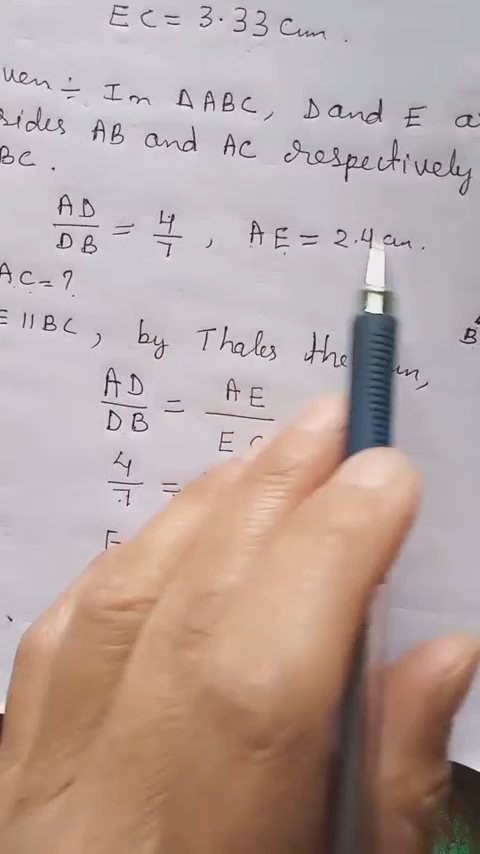 EC = 3.33 cm.
uen ÷ In ΔABC, D and E a
sides AB and AC respectively
BC.
AD/DB = 4/7, AE = 2.4 cm.
AC = ?
E || BC, by Thales the
AD/DB = AE/EC
4/7 =
B